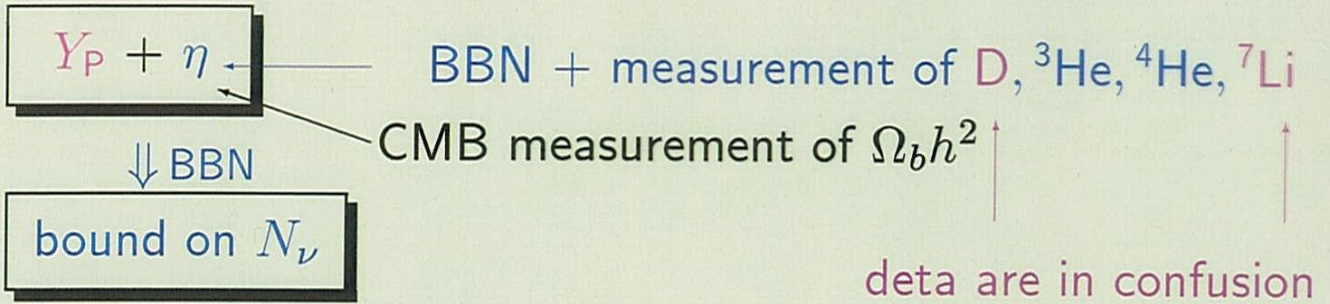 Y_P + η BBN + measurement of D, ³He, ⁴He, ⁷Li
CMB measurement of Ω_b h²
⇓ BBN
bound on N_ν
deta are in confusion